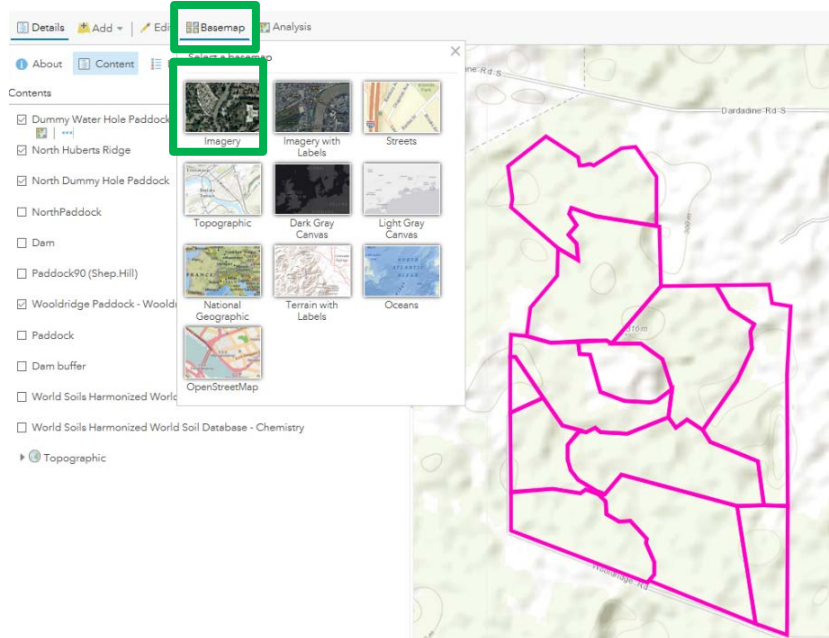 Details Add Edi Basemap Analysis
About Content
Select a basemap
Contents
Dummy Water Hole Paddock
North Huberts Ridge
North Dummy Hole Paddock
NorthPaddock
Dam
Paddock90 (Shep.Hill)
Wooldridge Paddock - Wooldr
Paddock
Dam buffer
World Soils Harmonized World
World Soils Harmonized World Soil Database - Chemistry
Topographic
Imagery
Imagery with
Labels
Streets
Topographic
Dark Gray
Canvas
Light Gray
Canvas
National
Geographic
Terrain with
Labels
Oceans
OpenStreetMap
Dardadine Rd S
Rd S
Rd